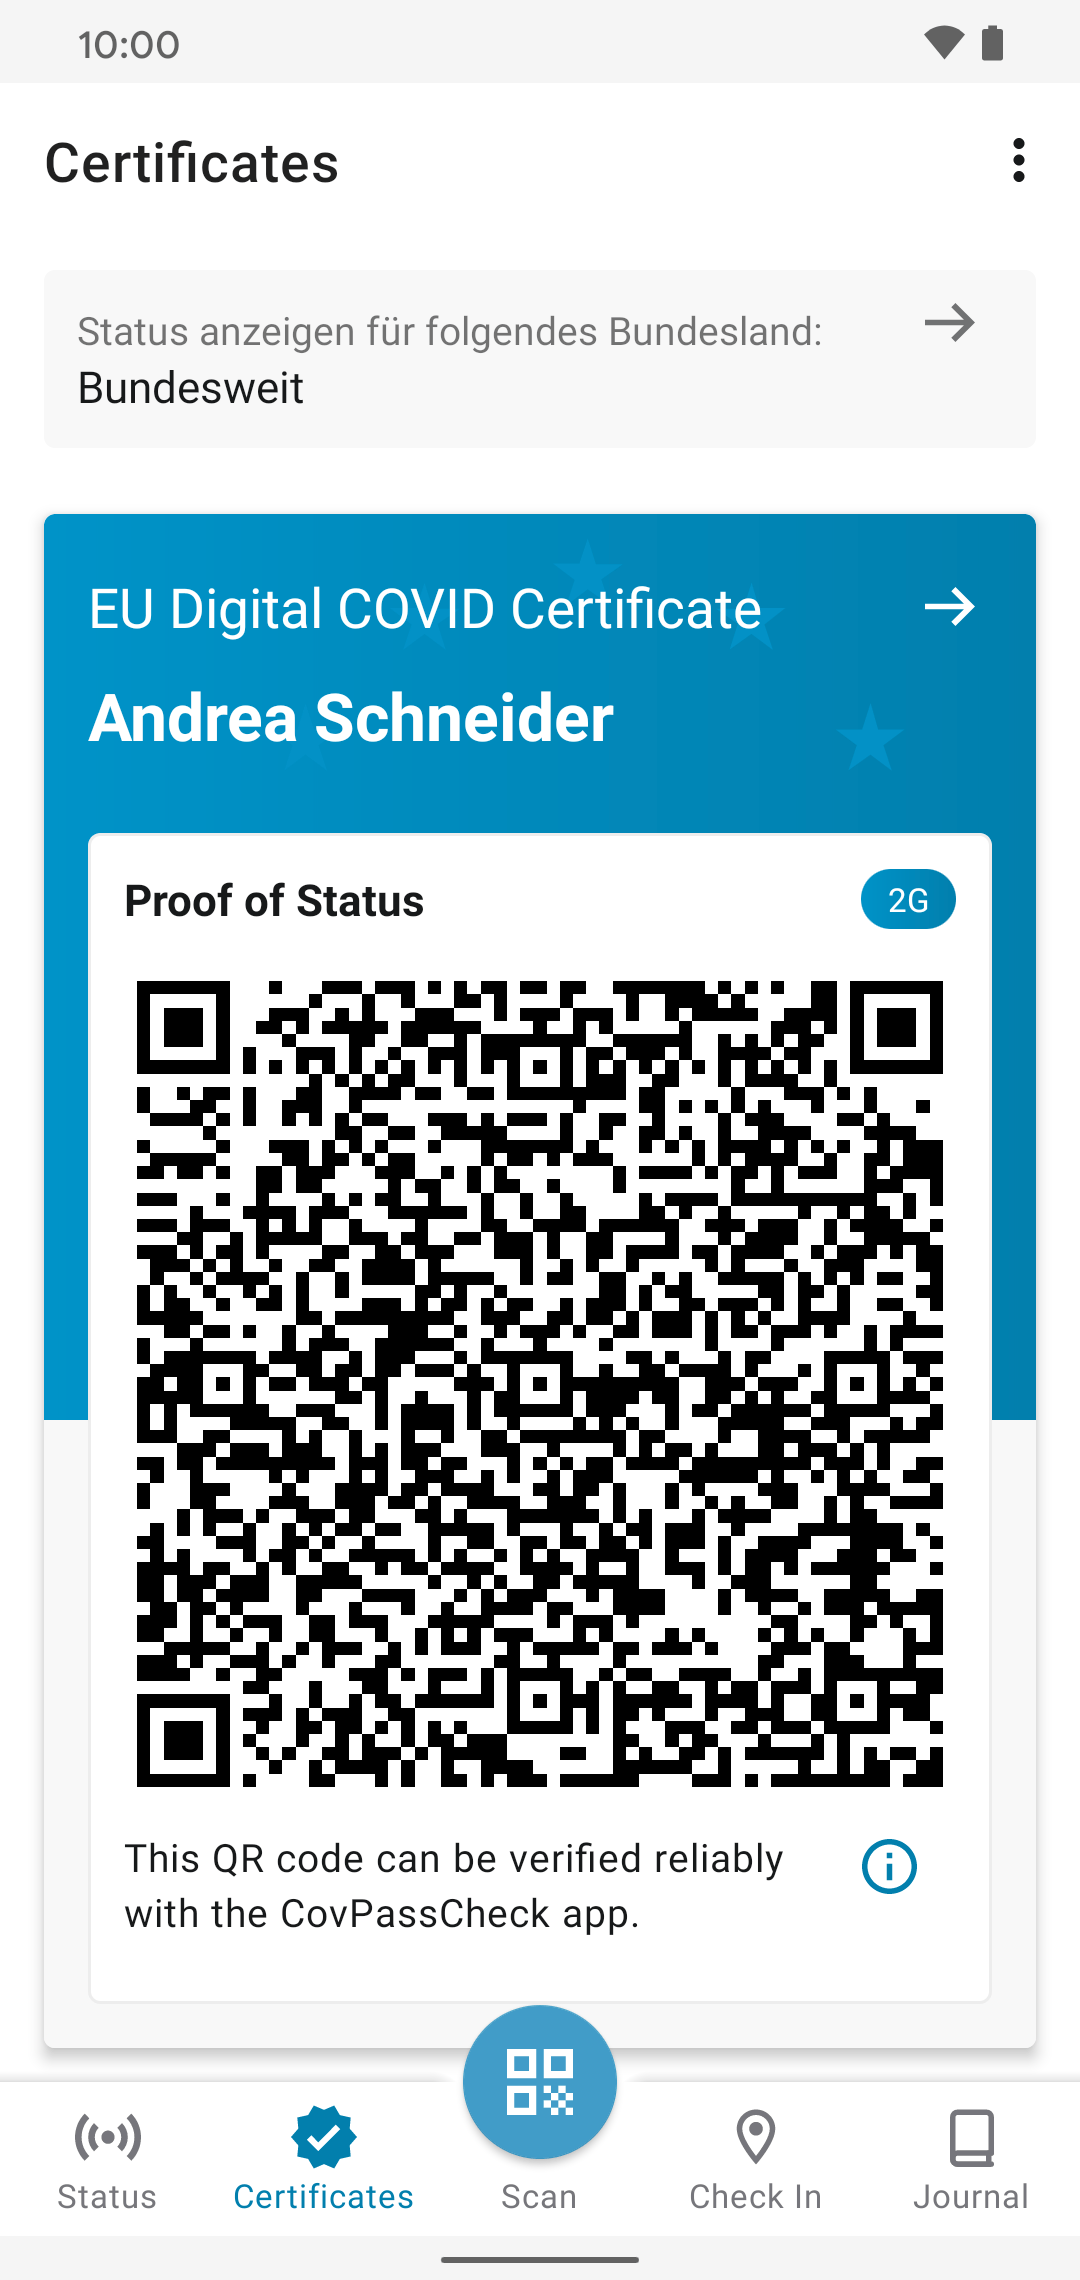 10:00
Certificates
Status anzeigen für folgendes Bundesland:
Bundesweit
EU Digital COVID Certificate
Andrea Schneider
Proof of Status
2G
This QR code can be verified reliably
with the CovPassCheck app.
Status
Certificates
Scan
Check In
Journal